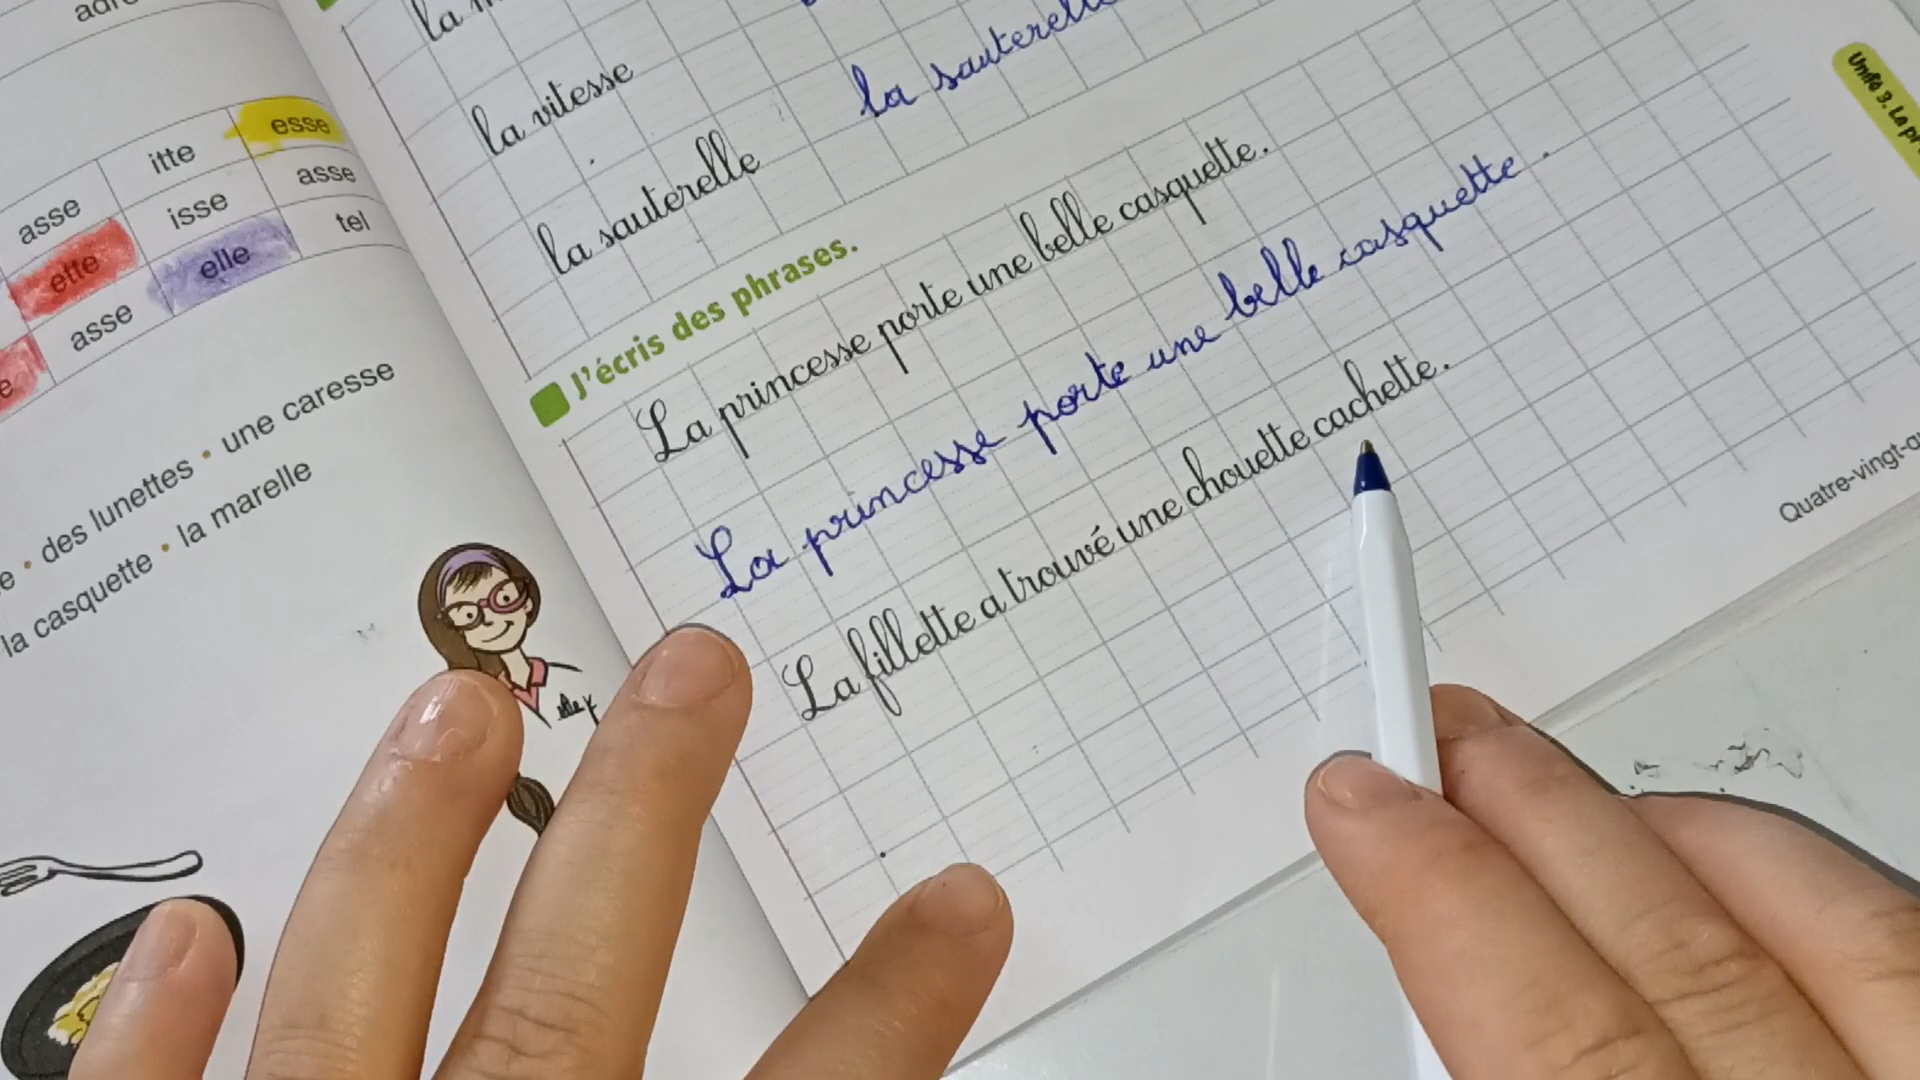 asse itte esse
ette isse asse
asse elle tel
des lunettes • une caresse
la casquette • la marelle
la vitesse
la sauterelle la sauterelle
J'écris des phrases.
La princesse porte une belle casquette.
La princesse porte une belle casquette.
La fillette a trouvé une chouette cachette.
Unité 3.